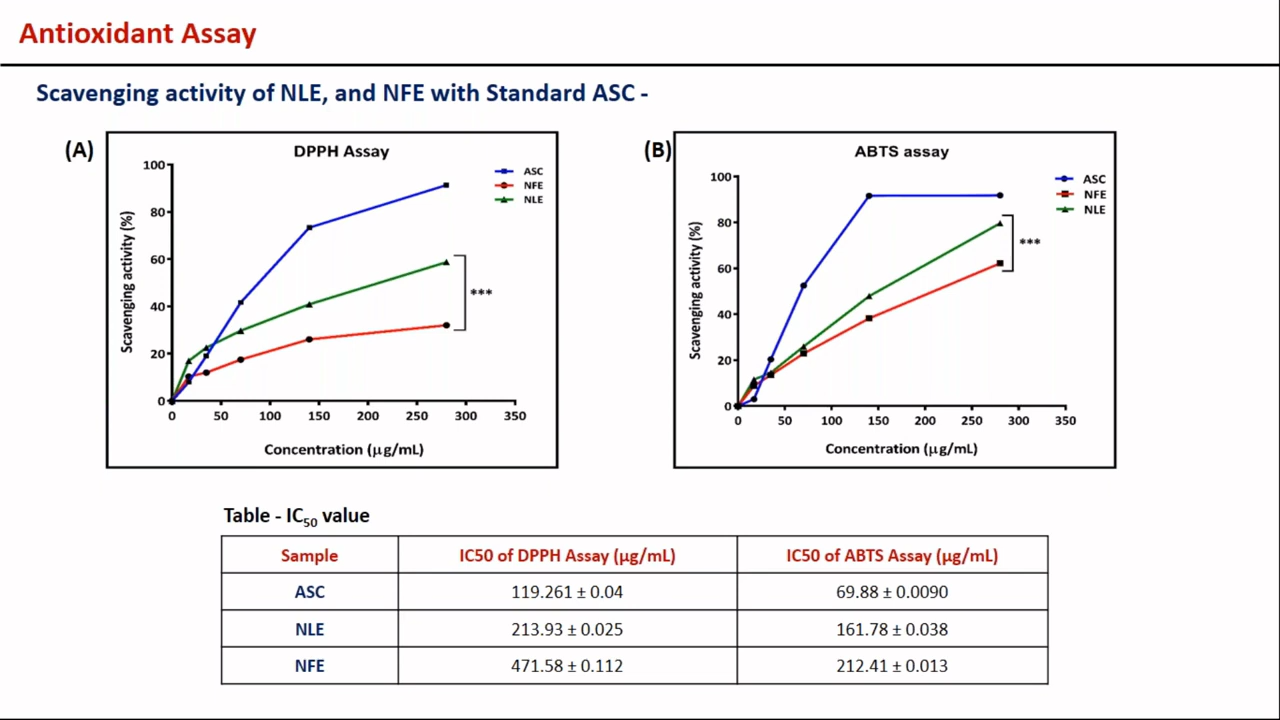 Antioxidant Assay
Scavenging activity of NLE, and NFE with Standard ASC -
(A)
DPPH Assay
ASC
NFE
NLE
Scavenging activity (%)
100
80
60
40
20
0
***
0 50 100 150 200 250 300 350
Concentration (µg/mL)
(B)
ABTS assay
ASC
NFE
NLE
Scavenging activity (%)
100
80
60
40
20
0
***
0 50 100 150 200 250 300 350
Concentration (µg/mL)
Table - IC50 value
Sample IC50 of DPPH Assay (µg/mL) IC50 of ABTS Assay (µg/mL)
ASC 119.261 ± 0.04 69.88 ± 0.0090
NLE 213.93 ± 0.025 161.78 ± 0.038
NFE 471.58 ± 0.112 212.41 ± 0.013